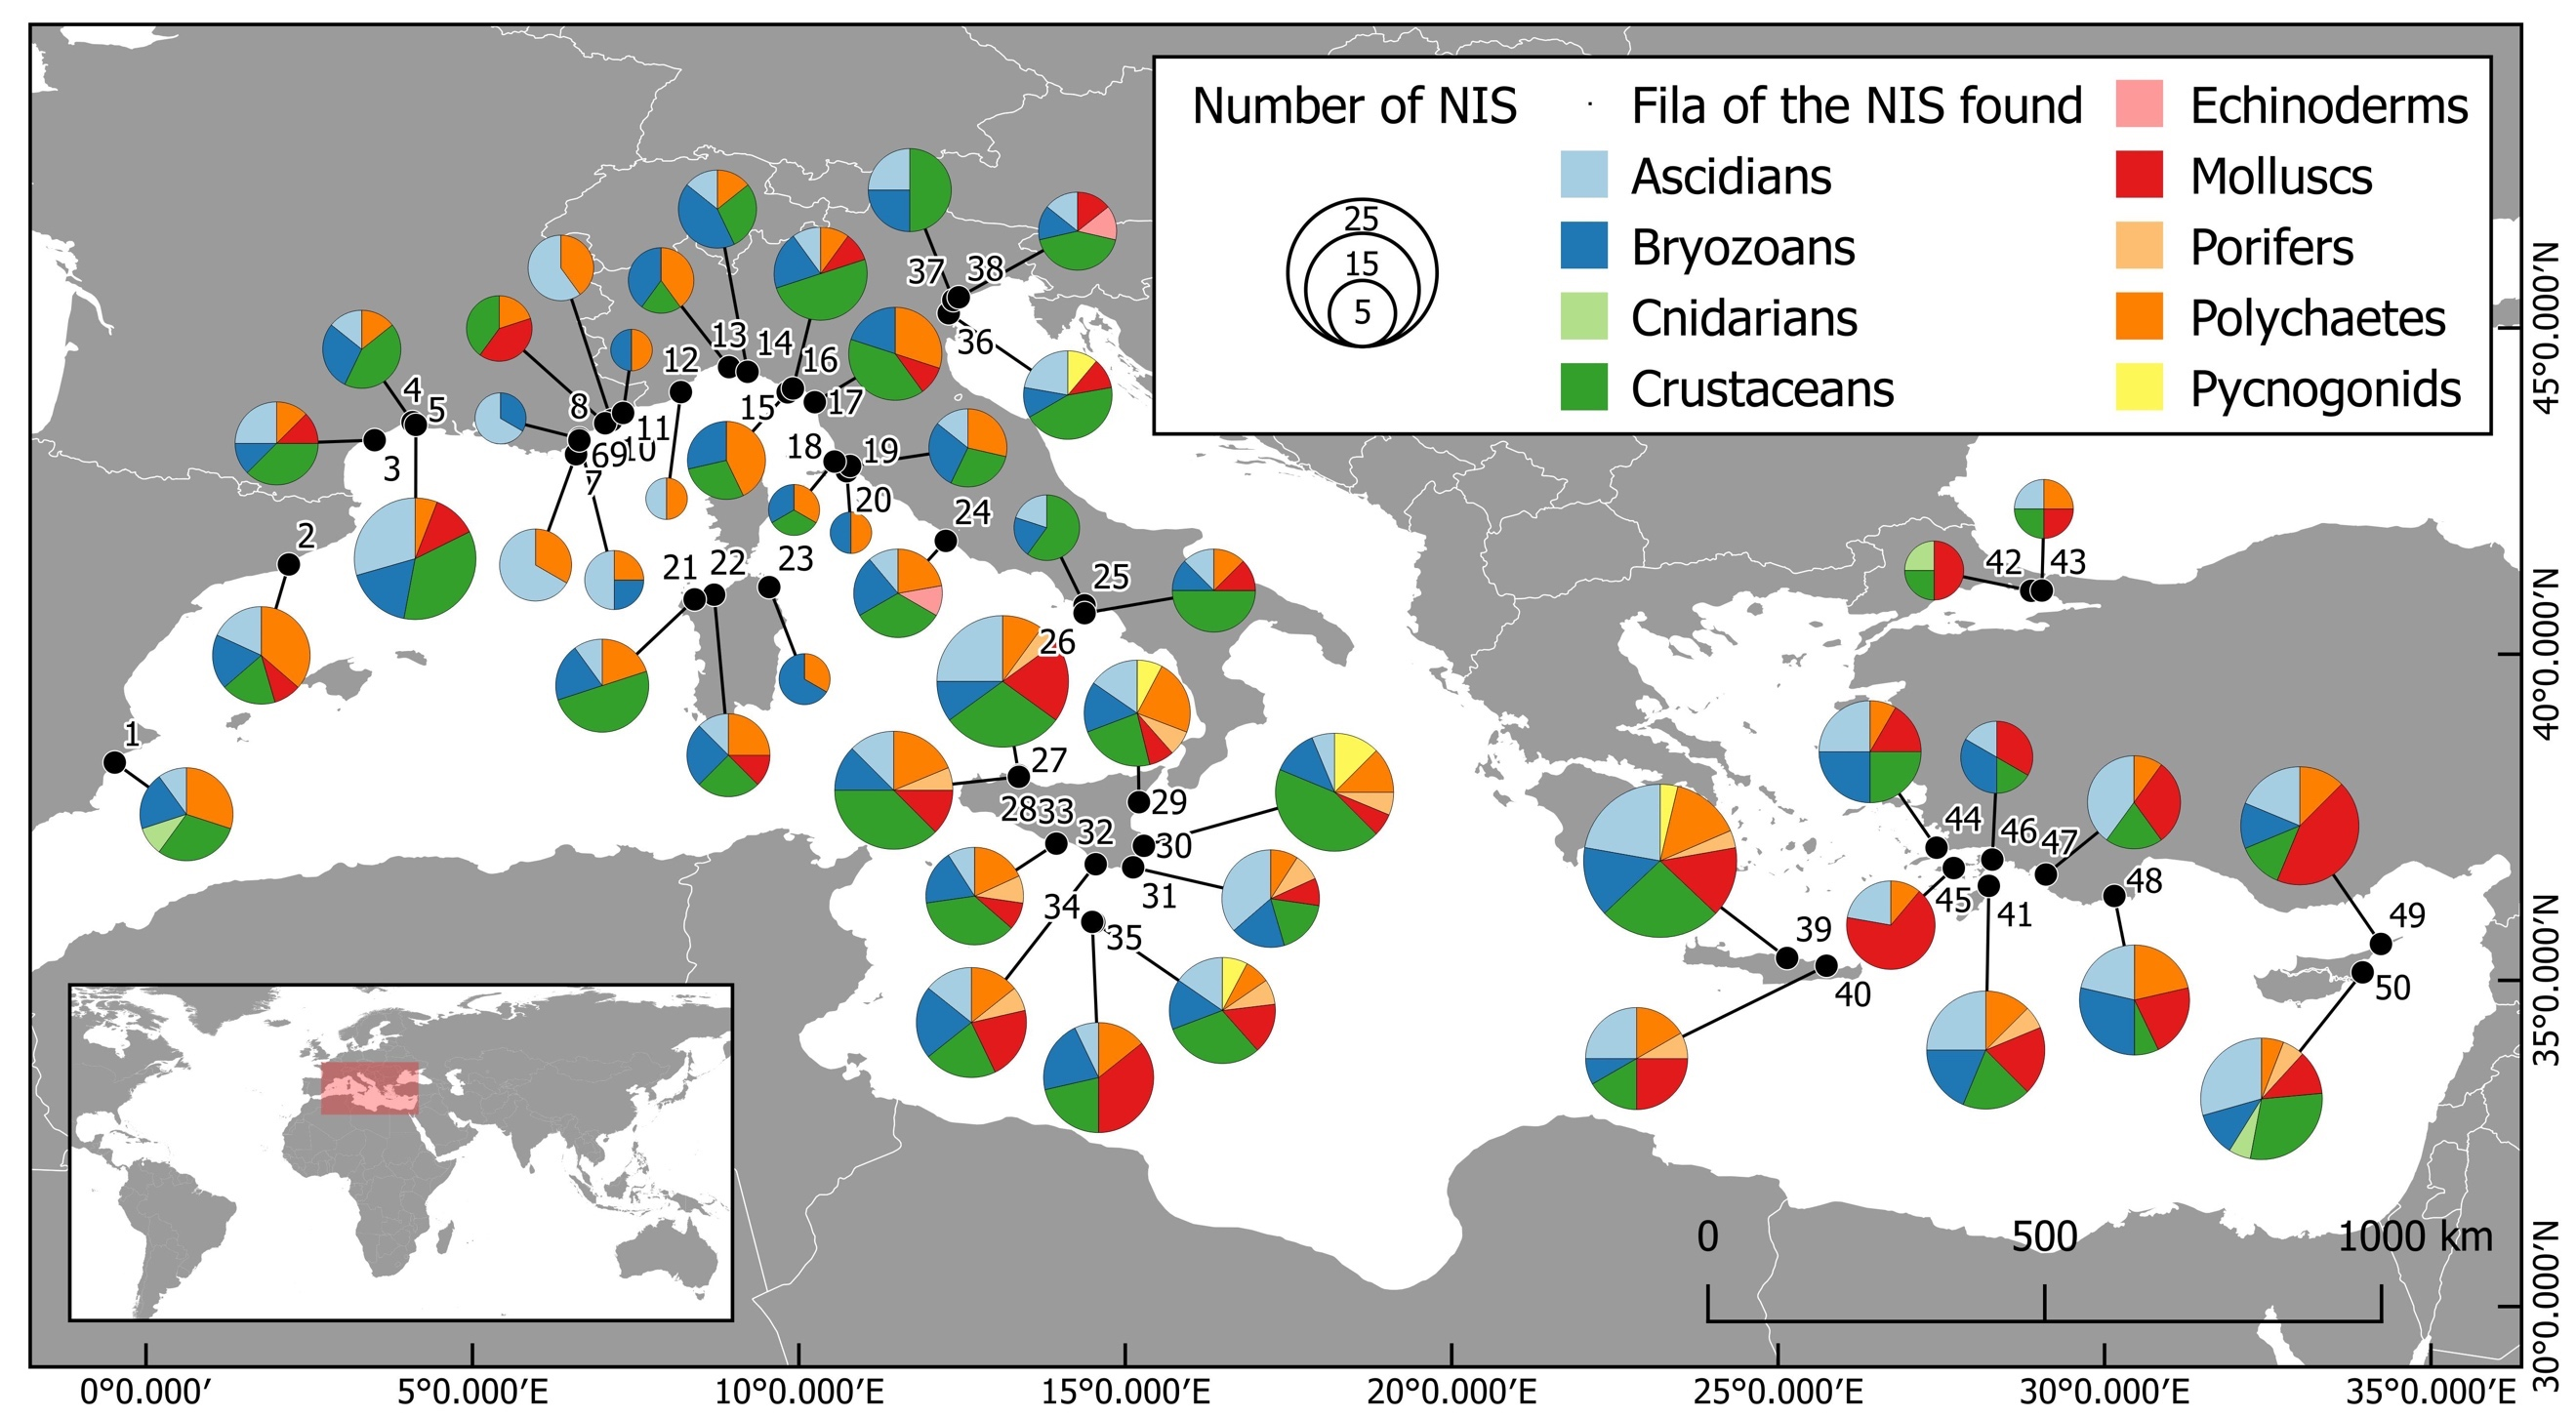 Number of NIS
25
15
5
Fila of the NIS found
Ascidians
Bryozoans
Cnidarians
Crustaceans
Echinoderms
Molluscs
Porifers
Polychaetes
Pycnogonids
37
38
36
13
14
12
16
15
17
4
5
3
8
11
10
69
7
18
19
20
2
24
21
22
23
25
26
1
27
2833
32
29
30
31
34
35
42
43
44
46
47
45
41
48
39
40
49
50
0
500
1000 km
45°0.000′N
40°0.000′N
35°0.000′N
30°0.000′N
0°0.000′
5°0.000′E
10°0.000′E
15°0.000′E
20°0.000′E
25°0.000′E
30°0.000′E
35°0.000′E